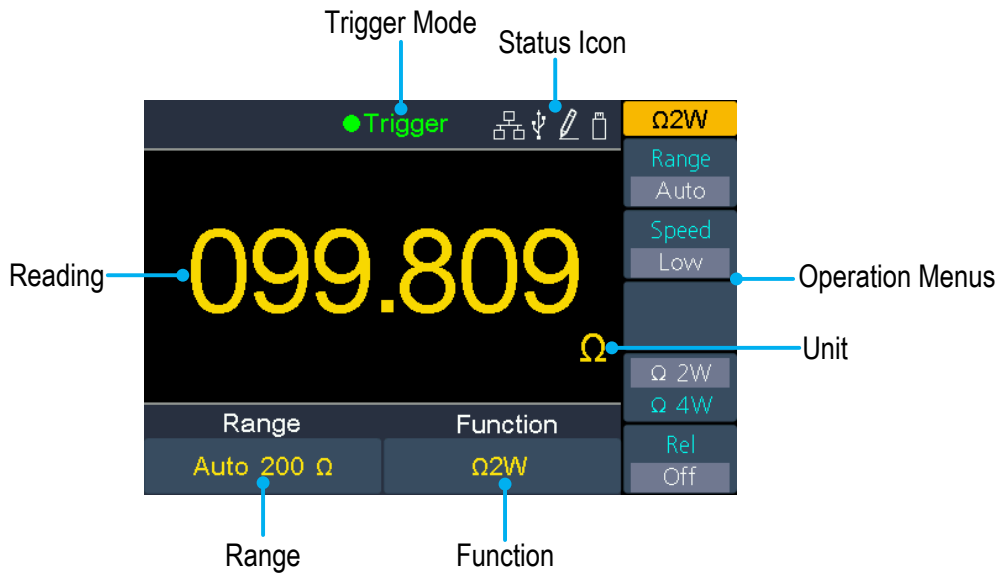 Trigger Mode
Status Icon
Trigger
Ω2W
Range
Auto
Speed
Low
Reading
099.809
Operation Menus
Ω
Unit
Ω 2W
Ω 4W
Range
Function
Rel
Auto 200 Ω
Ω2W
Off
Range
Function